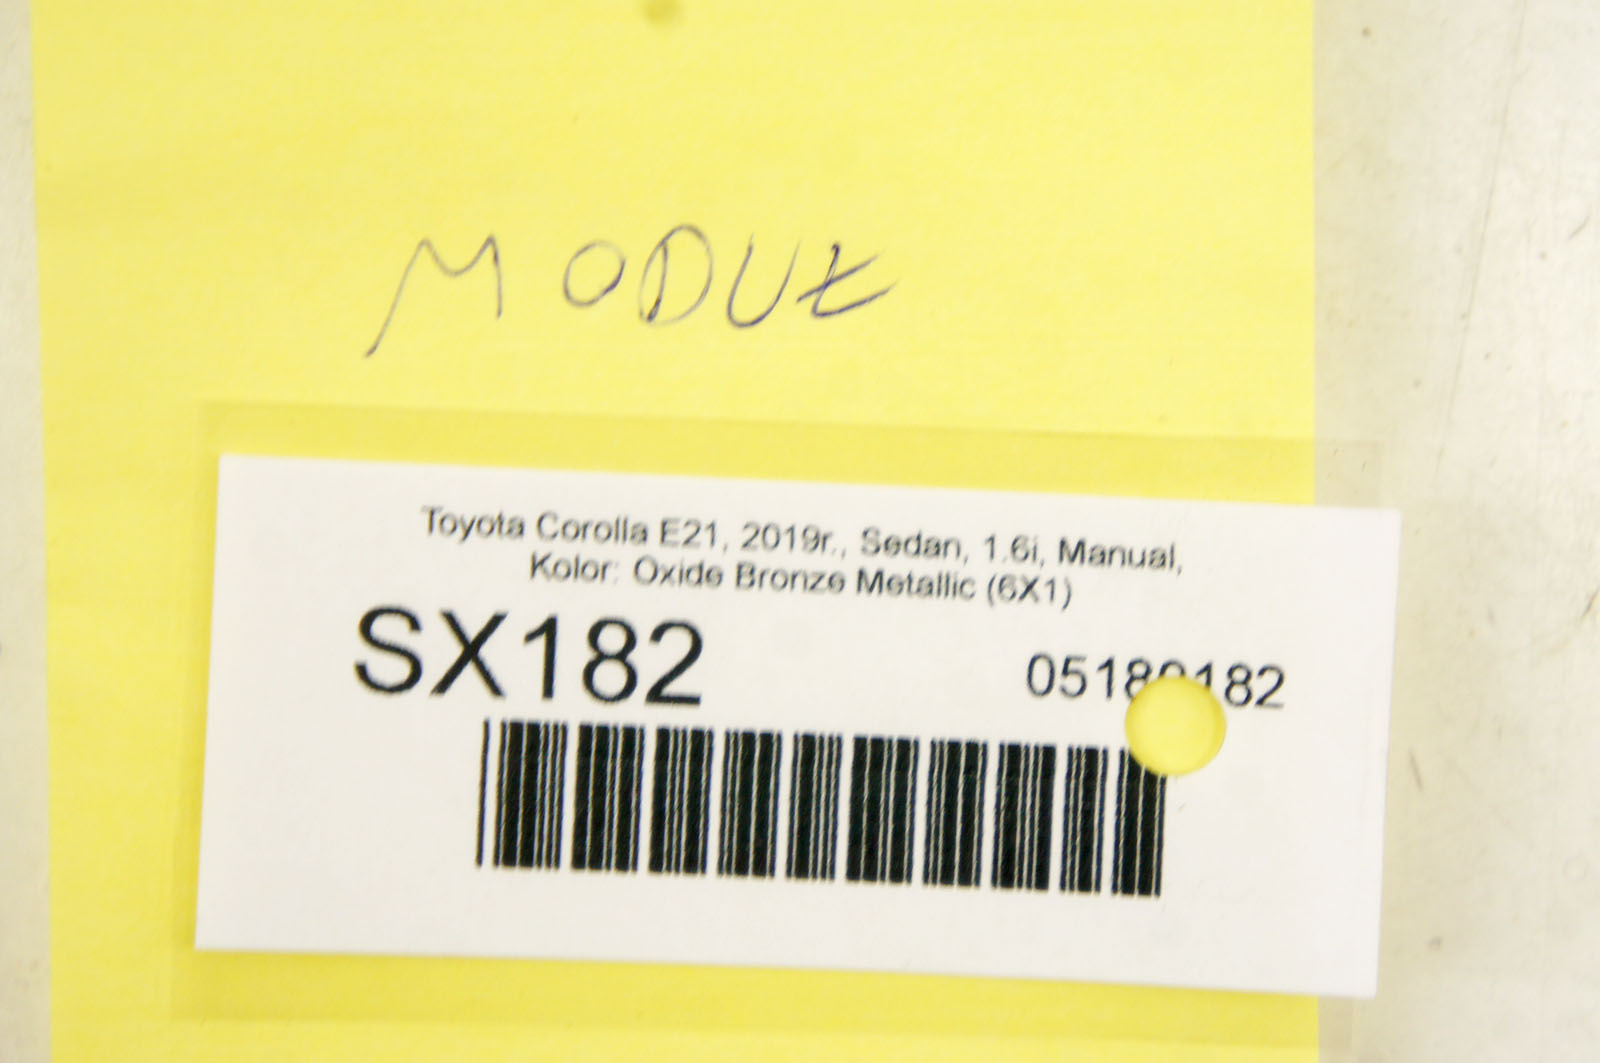 MODUŁ
Toyota Corolla E21, 2019r., Sedan, 1.6i, Manual,
Kolor: Oxide Bronze Metallic (6X1)
SX182